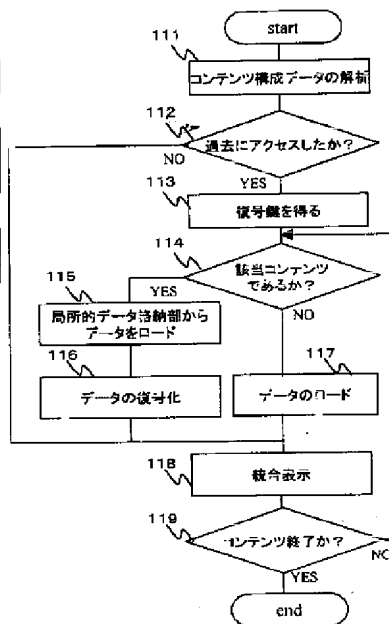 start
111
コンテンツ構成データの解析
112
過去にアクセスしたか?
NO
YES
113
復号鍵を得る
114
該当コンテンツ
であるか?
YES
NO
115
局所的データ格納部から
データをロード
116
データの復号化
117
データのロード
118
統合表示
119
コンテンツ終了か?
NO
YES
end